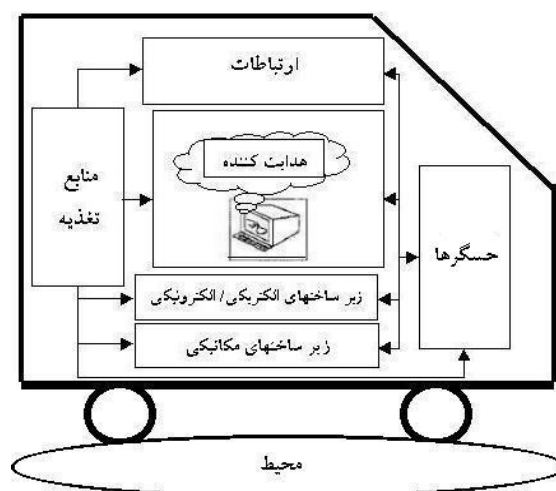 ارتباطات
هدایت کننده
منابع
تغذیه
حسگرها
زیر ساختهای الکتریکی/ الکترونیکی
زیر ساختهای مکانیکی
محیط